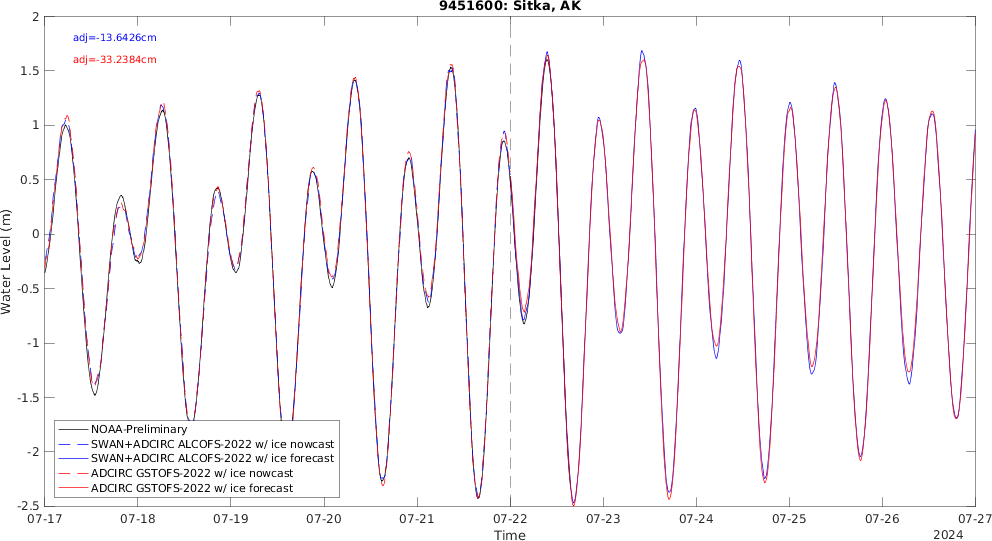 9451600: Sitka, AK
adj=-13.6426cm
adj=-33.2384cm
2
1.5
1
0.5
0
-0.5
-1
-1.5
-2
-2.5
Water Level (m)
NOAA-Preliminary
SWAN+ADCIRC ALCOFS-2022 w/ ice nowcast
SWAN+ADCIRC ALCOFS-2022 w/ ice forecast
ADCIRC GSTOFS-2022 w/ ice nowcast
ADCIRC GSTOFS-2022 w/ ice forecast
07-17 07-18 07-19 07-20 07-21 07-22 07-23 07-24 07-25 07-26 07-27
Time
2024